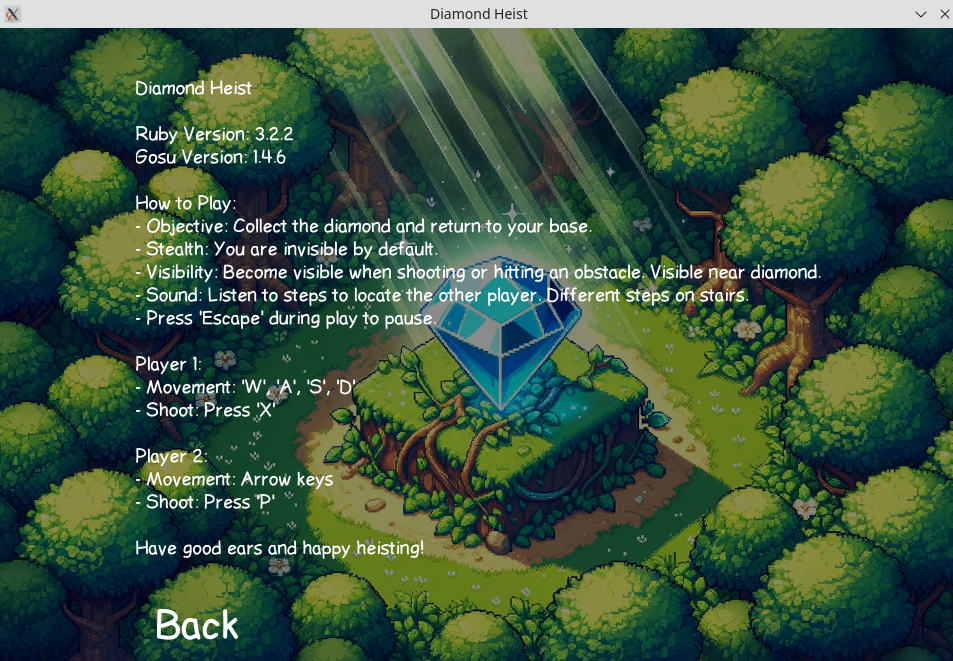 Diamond Heist
Diamond Heist
Ruby Version: 3.2.2
Gosu Version: 1.4.6
How to Play:
- Objective: Collect the diamond and return to your base.
- Stealth: You are invisible by default.
- Visibility: Become visible when shooting or hitting an obstacle. Visible near diamond.
- Sound: Listen to steps to locate the other player. Different steps on stairs.
- Press 'Escape' during play to pause.
Player 1:
- Movement: 'W', 'A', 'S', 'D'
- Shoot: Press 'X'
Player 2:
- Movement: Arrow keys
- Shoot: Press 'P'
Have good ears and happy heisting!
Back